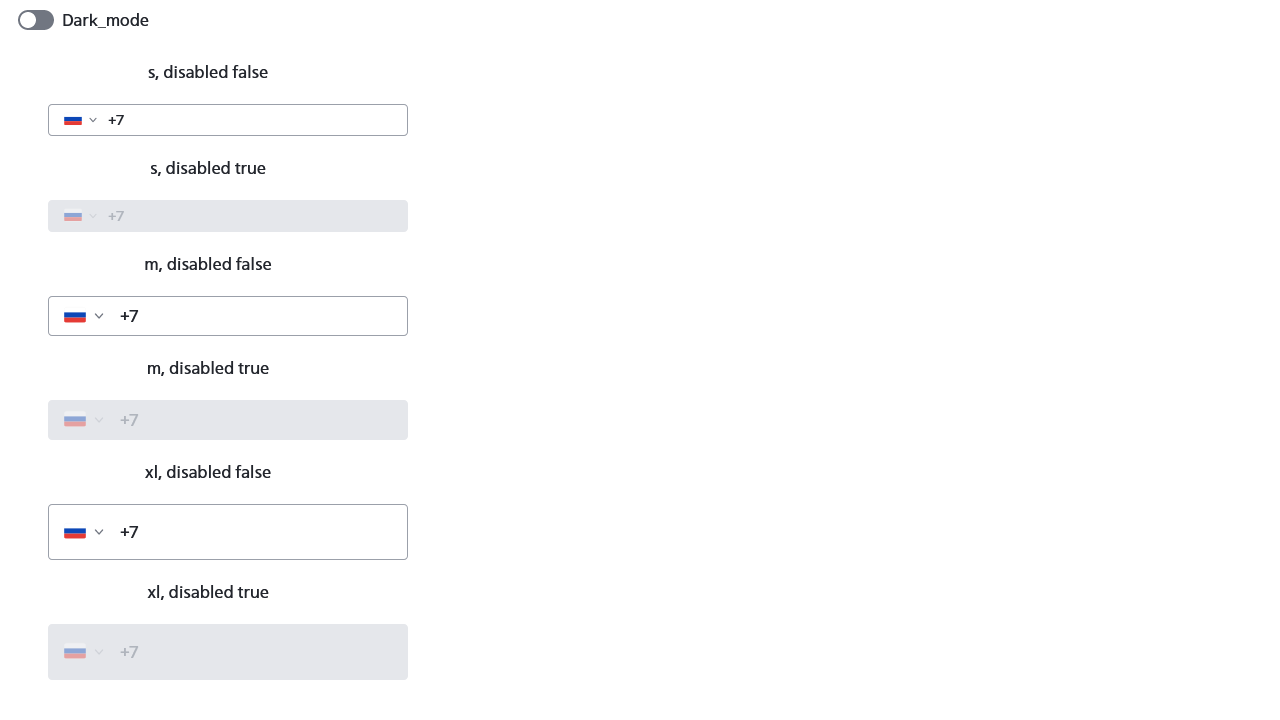 Dark_mode
s, disabled false
+7
s, disabled true
+7
m, disabled false
+7
m, disabled true
+7
xl, disabled false
+7
xl, disabled true
+7